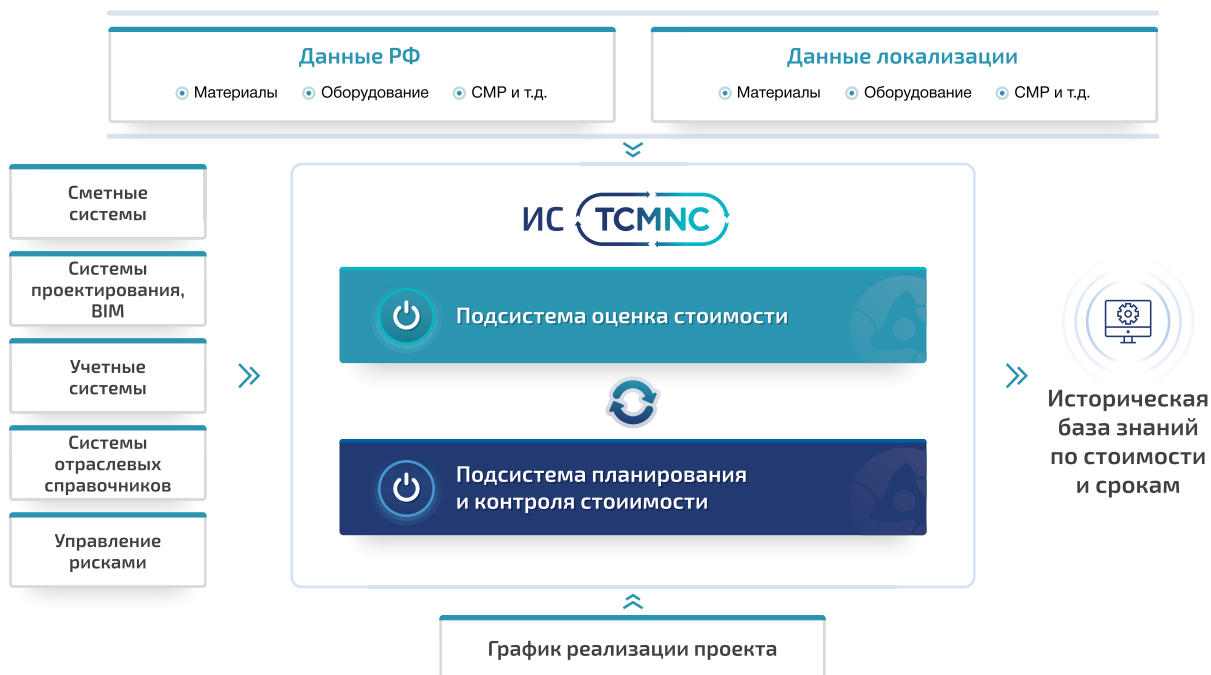 Данные РФ
Материалы Оборудование СМР и т.д.
Данные локализации
Материалы Оборудование СМР и т.д.
Сметные
системы
Системы
проектирования,
BIM
Учетные
системы
Системы
отраслевых
справочников
Управление
рисками
ИС TCMNC
Подсистема оценка стоимости
Подсистема планирования
и контроля стоиимости
Историческая
база знаний
по стоимости
и срокам
График реализации проекта